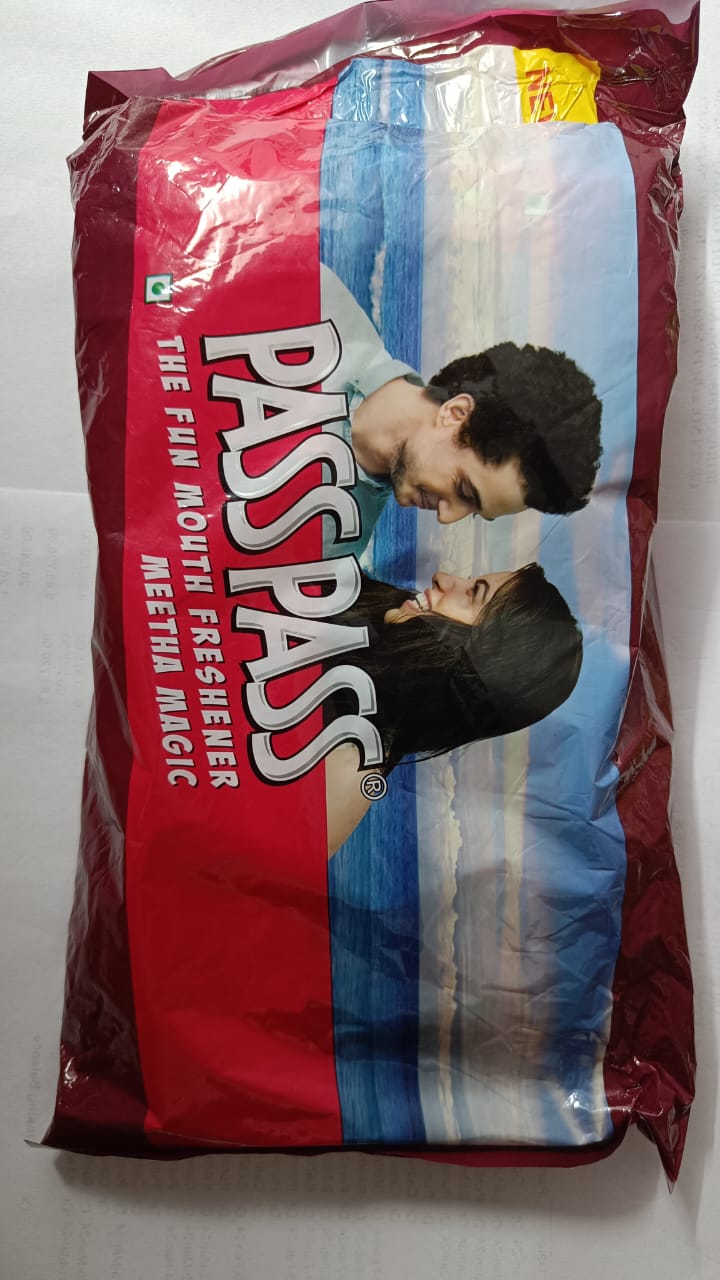 PASS PASS®
THE FUN MOUTH FRESHENER
MEETHA MAGIC